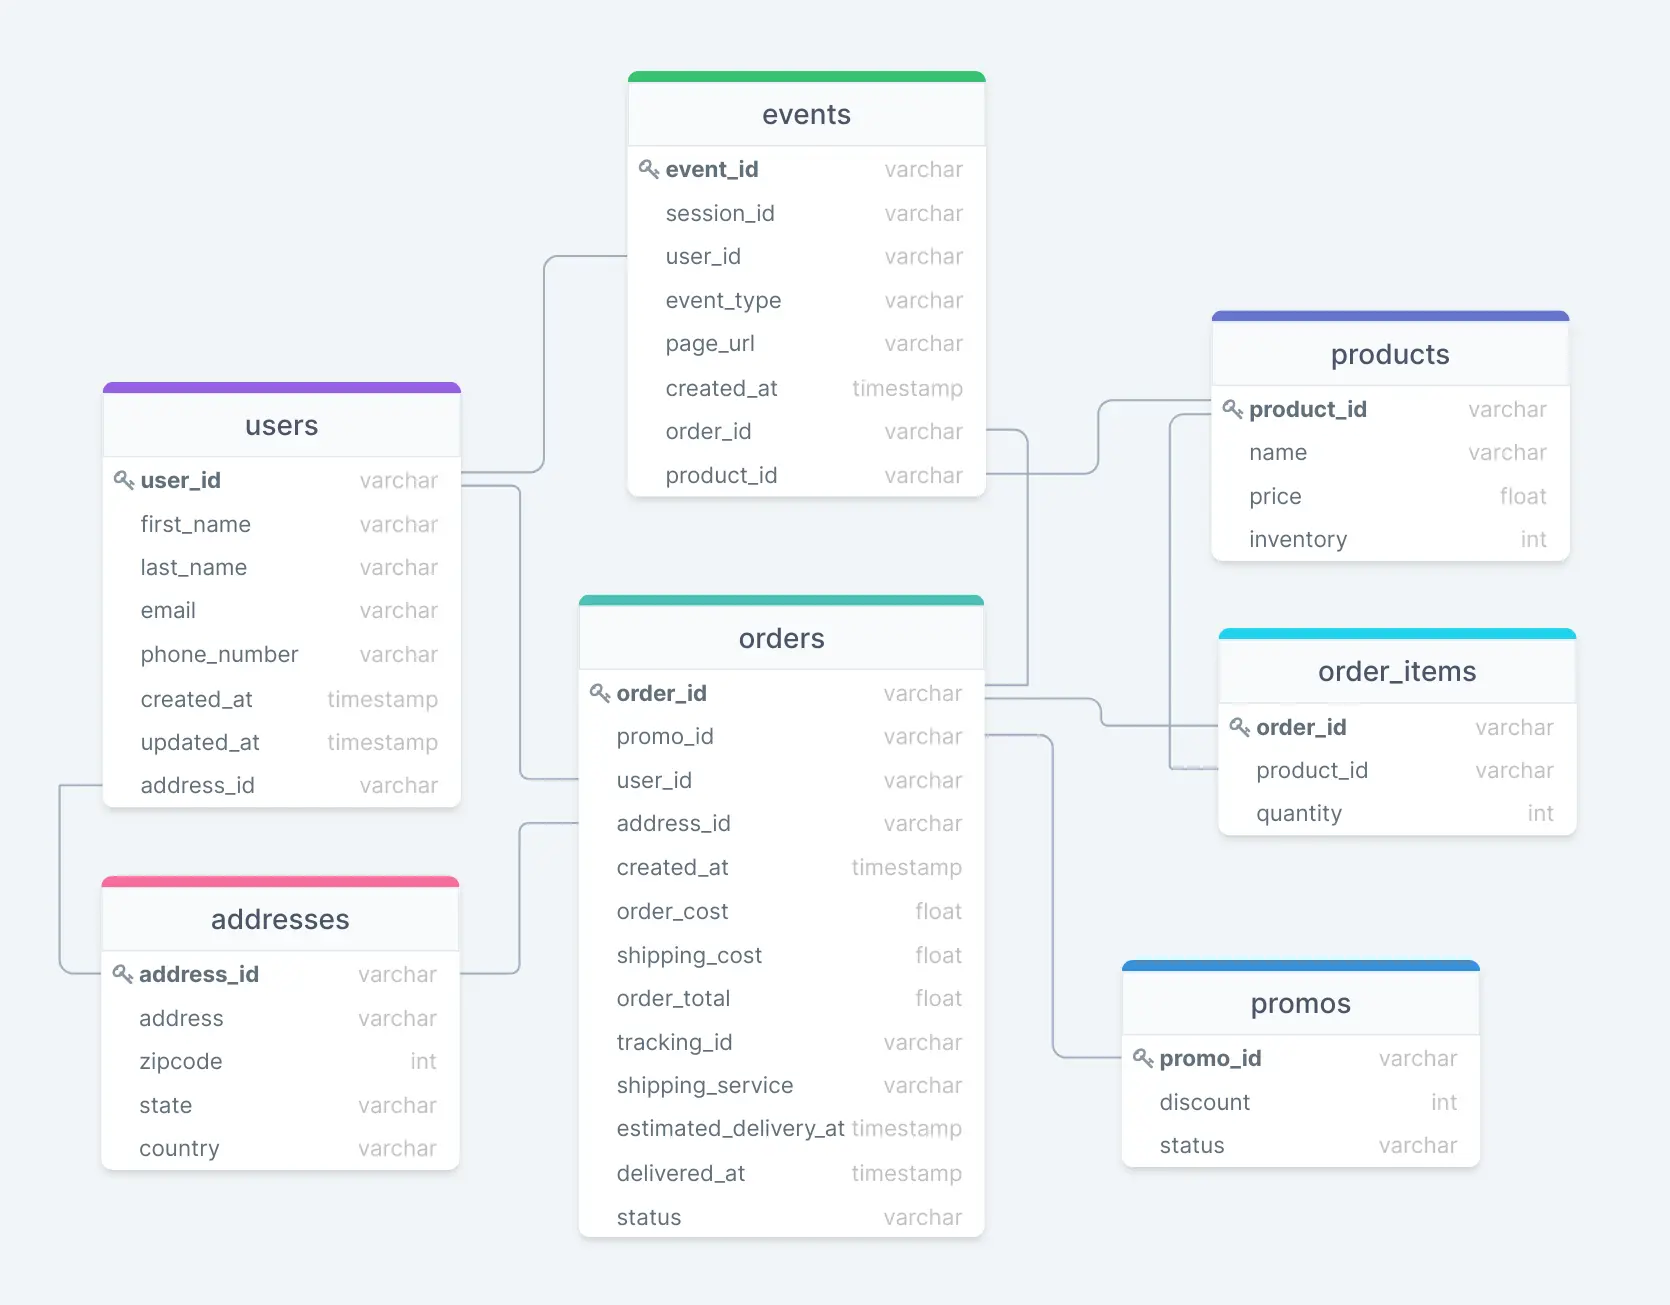 events
event_id varchar
session_id varchar
user_id varchar
event_type varchar
page_url varchar
created_at timestamp
order_id varchar
product_id varchar
products
product_id varchar
name varchar
price float
inventory int
users
user_id varchar
first_name varchar
last_name varchar
email varchar
phone_number varchar
created_at timestamp
updated_at timestamp
address_id varchar
orders
order_id varchar
promo_id varchar
user_id varchar
address_id varchar
created_at timestamp
order_cost float
shipping_cost float
order_total float
tracking_id varchar
shipping_service varchar
estimated_delivery_at timestamp
delivered_at timestamp
status varchar
order_items
order_id varchar
product_id varchar
quantity int
addresses
address_id varchar
address varchar
zipcode int
state varchar
country varchar
promos
promo_id varchar
discount int
status varchar